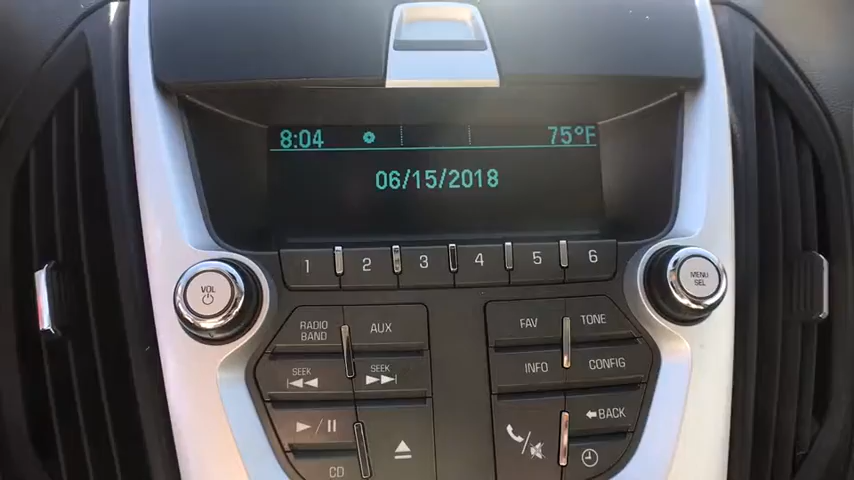 8:04 75°F
06/15/2018
1 2 3 4 5 6
VOL
MENU
SEL
RADIO
BAND
AUX
FAV
TONE
SEEK
SEEK
INFO
CONFIG
BACK
CD